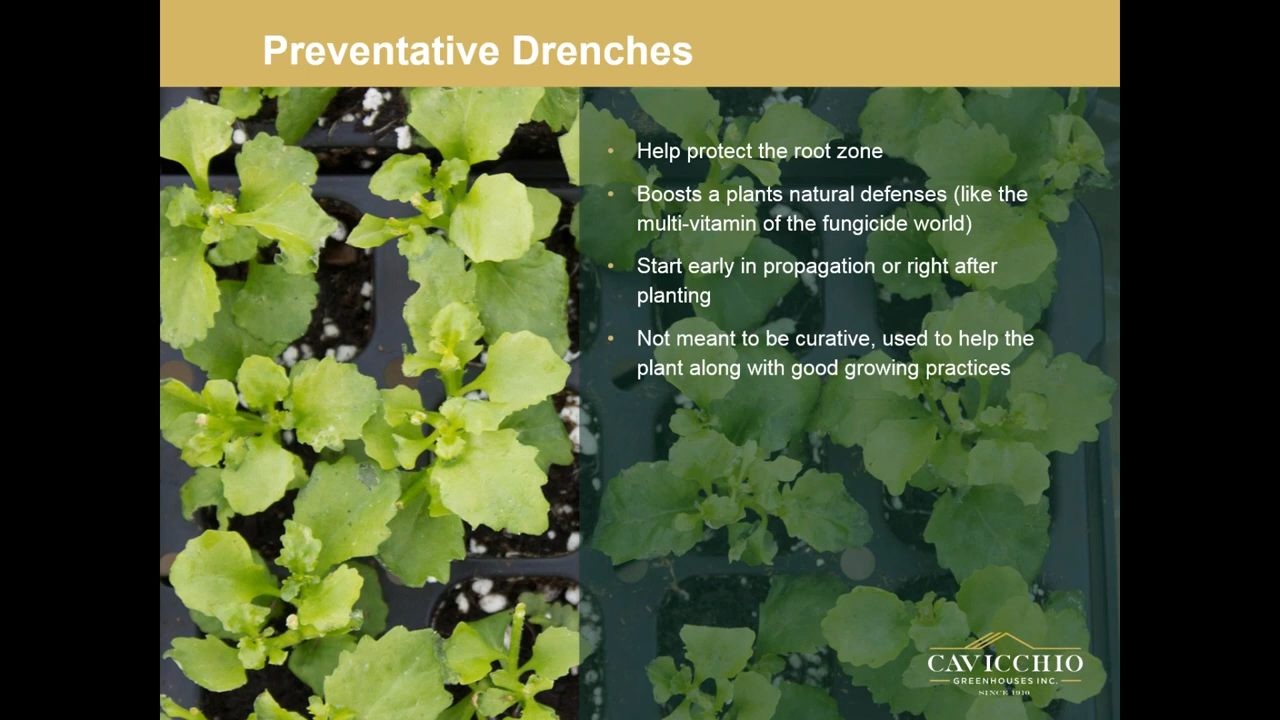 Preventative Drenches
• Help protect the root zone
• Boosts a plants natural defenses (like the
multi-vitamin of the fungicide world)
• Start early in propagation or right after
planting
• Not meant to be curative, used to help the
plant along with good growing practices
CAVICCHIO
GREENHOUSES INC.
SINCE 1910